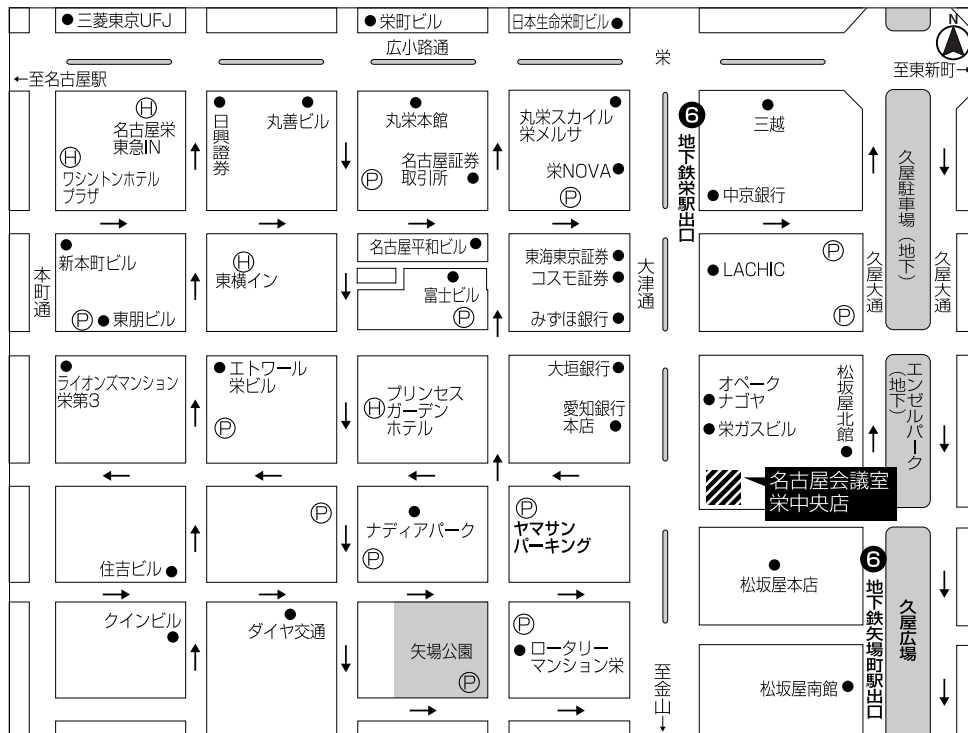 三菱東京UFJ
栄町ビル
日本生命栄町ビル
N
広小路通
栄
←至名古屋駅
至東新町→
H
名古屋栄
東急IN
H
ワシントンホテル
プラザ
日興證券
丸善ビル
丸栄本館
名古屋証券
取引所
P
丸栄スカイル
栄メルサ
栄NOVA
P
6
地下鉄栄駅出口
三越
中京銀行
久屋駐車場(地下)
本町通
新本町ビル
P
東朋ビル
H
東横イン
名古屋平和ビル
富士ビル
P
東海東京証券
コスモ証券
みずほ銀行
大津通
LACHIC
P
P
久屋大通
久屋大通
ライオンズマンション
栄第3
エトワール
栄ビル
P
H
プリンセス
ガーデン
ホテル
大垣銀行
愛知銀行
本店
オペーク
ナゴヤ
栄ガスビル
松坂屋北館
エンゼルパーク
(地下)
名古屋会議室
栄中央店
住吉ビル
P
ナディアパーク
P
P
ヤマサン
パーキング
松坂屋本店
6
地下鉄矢場町駅出口
久屋広場
クインビル
ダイヤ交通
矢場公園
P
P
ロータリー
マンション栄
至金山→
松坂屋南館